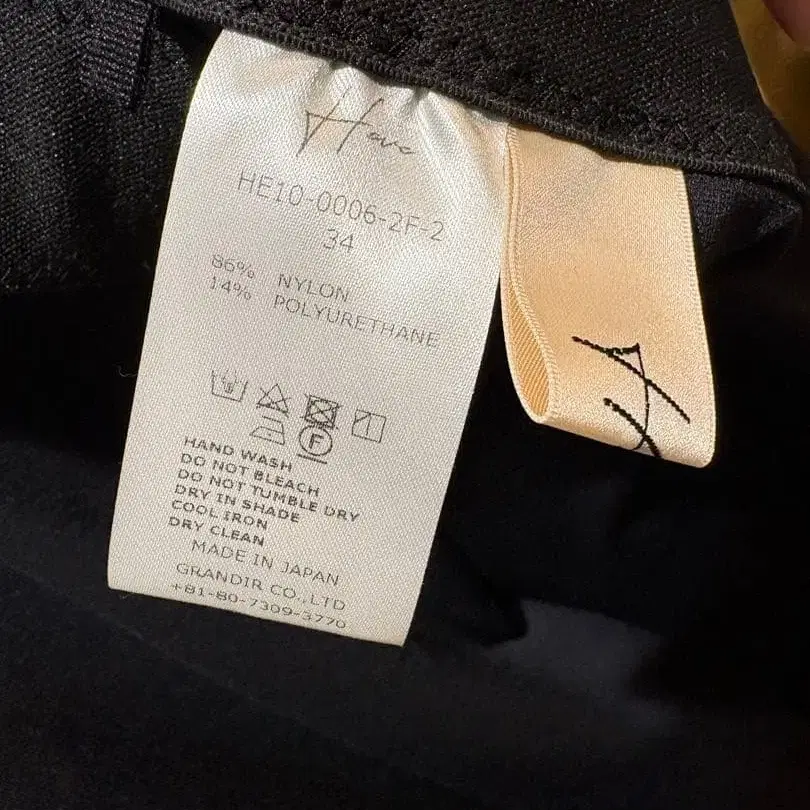 HE10-0006-2F-2
34
86% NYLON
14% POLYURETHANE
F
HAND WASH
DO NOT BLEACH
DO NOT TUMBLE DRY
DRY IN SHADE
COOL IRON
DRY CLEAN
MADE IN JAPAN
GRANDIR CO.,LTD
+81-80-7309-3770